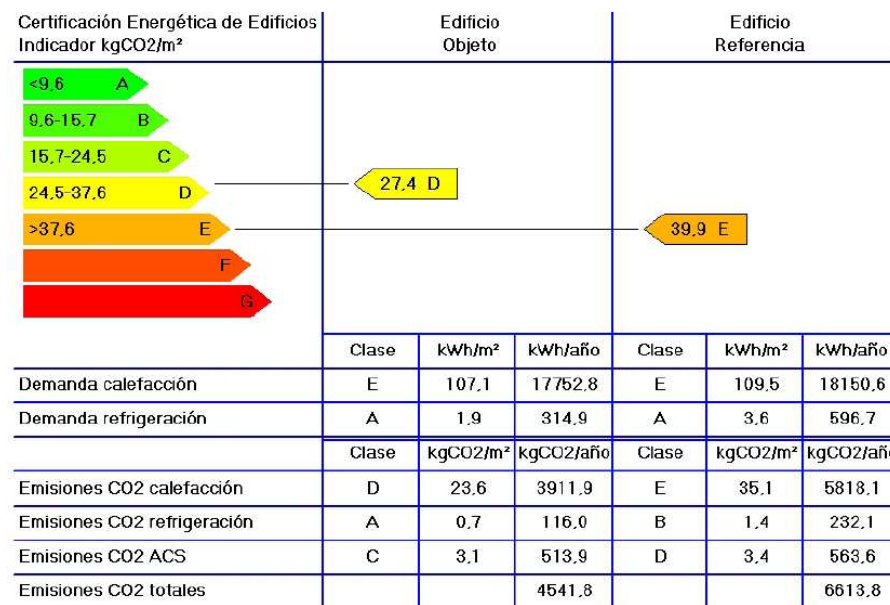 Certificación Energética de Edificios
Indicador kgCO2/m²
Edificio
Objeto
Edificio
Referencia
<9,6 A
9,6-15,7 B
15,7-24,5 C
24,5-37,6 D
>37,6 E
F
G
27,4 D
39,9 E
Clase kWh/m² kWh/año Clase kWh/m² kWh/año
Demanda calefacción E 107,1 17752,8 E 109,5 18150,6
Demanda refrigeración A 1,9 314,9 A 3,6 596,7
Clase kgCO2/m² kgCO2/año Clase kgCO2/m² kgCO2/año
Emisiones CO2 calefacción D 23,6 3911,9 E 35,1 5818,1
Emisiones CO2 refrigeración A 0,7 116,0 B 1,4 232,1
Emisiones CO2 ACS C 3,1 513,9 D 3,4 563,6
Emisiones CO2 totales 4541,8 6613,8